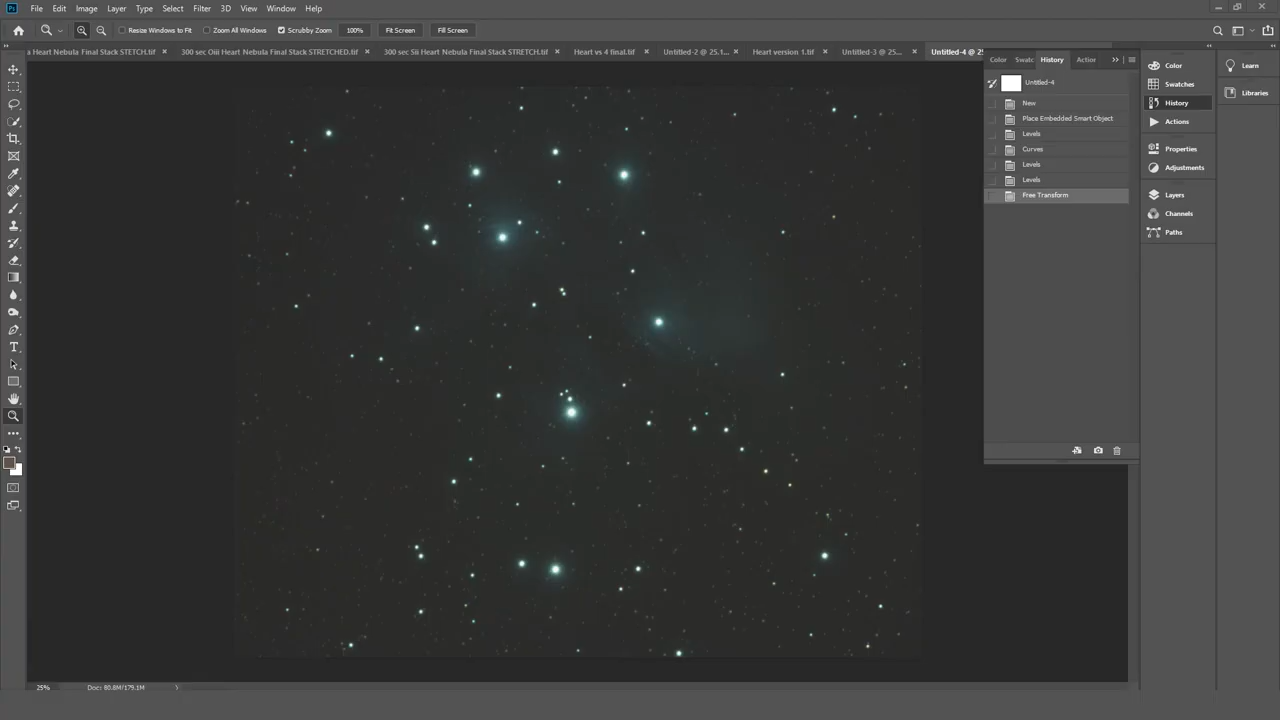 Ps File Edit Image Layer Type Select Filter 3D View Window Help
Resize Windows to Fit Zoom All Windows Scrubby Zoom 100% Fit Screen Fill Screen
a Heart Nebula Final Stack STETCH.tif 300 sec Oiii Heart Nebula Final Stack STRETCHED.tif 300 sec Sii Heart Nebula Final Stack STRETCH.tif Heart vs 4 final.tif Untitled-2 @ 25.1... Heart version 1.tif Untitled-3 @ 25... Untitled-4 @ 25
Color Swatc History Action
Untitled-4
New
Place Embedded Smart Object
Levels
Curves
Levels
Levels
Free Transform
Color
Swatches
History
Actions
Properties
Adjustments
Layers
Channels
Paths
Learn
Libraries
25% Doc: 80.8M/179.1M